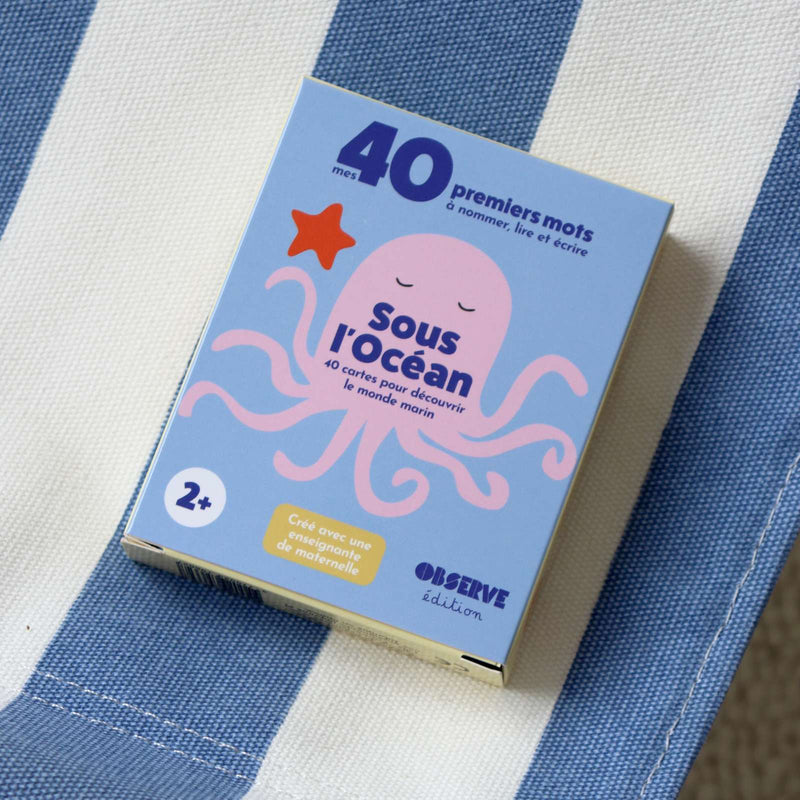 mes 40 premiers mots
à nommer, lire et écrire
Sous
l'Océan
40 cartes pour découvrir
le monde marin
2+
Créé avec une
enseignante
de maternelle
OBSERVE
édition